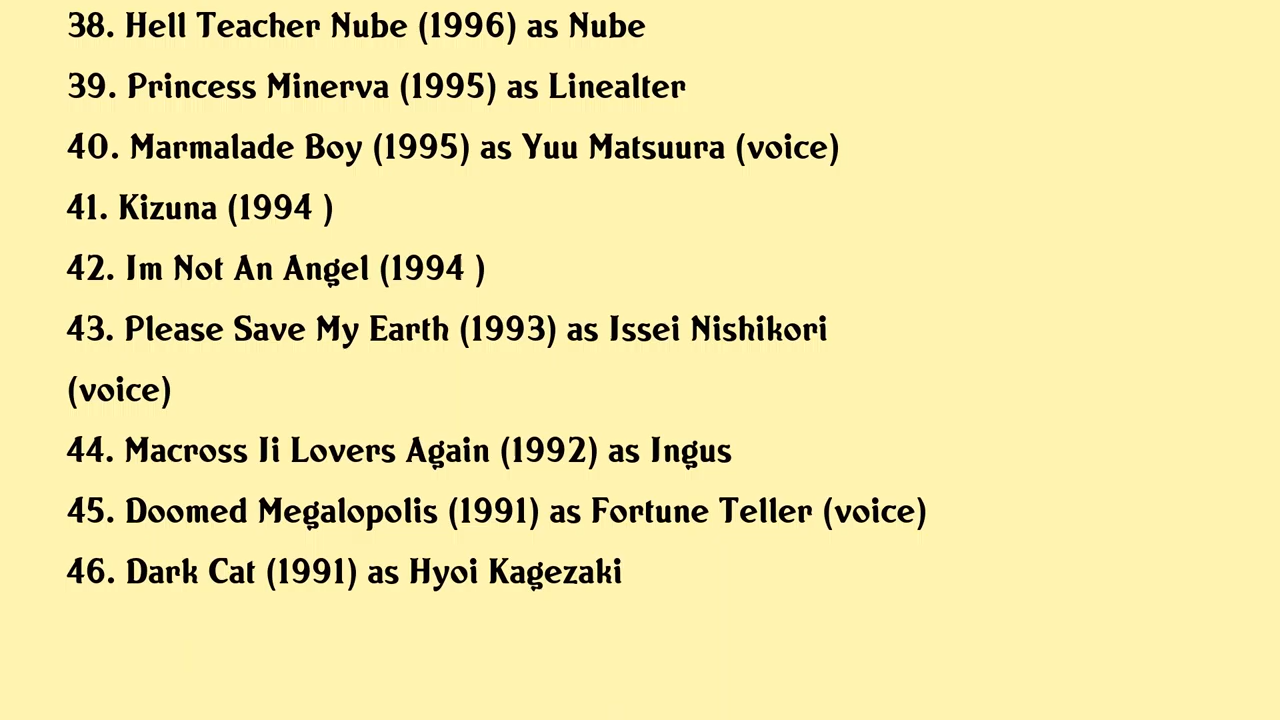 38. Hell Teacher Nube (1996) as Nube
39. Princess Minerva (1995) as Linealter
40. Marmalade Boy (1995) as Yuu Matsuura (voice)
41. Kizuna (1994 )
42. Im Not An Angel (1994 )
43. Please Save My Earth (1993) as Issei Nishikori
(voice)
44. Macross Ii Lovers Again (1992) as Ingus
45. Doomed Megalopolis (1991) as Fortune Teller (voice)
46. Dark Cat (1991) as Hyoi Kagezaki